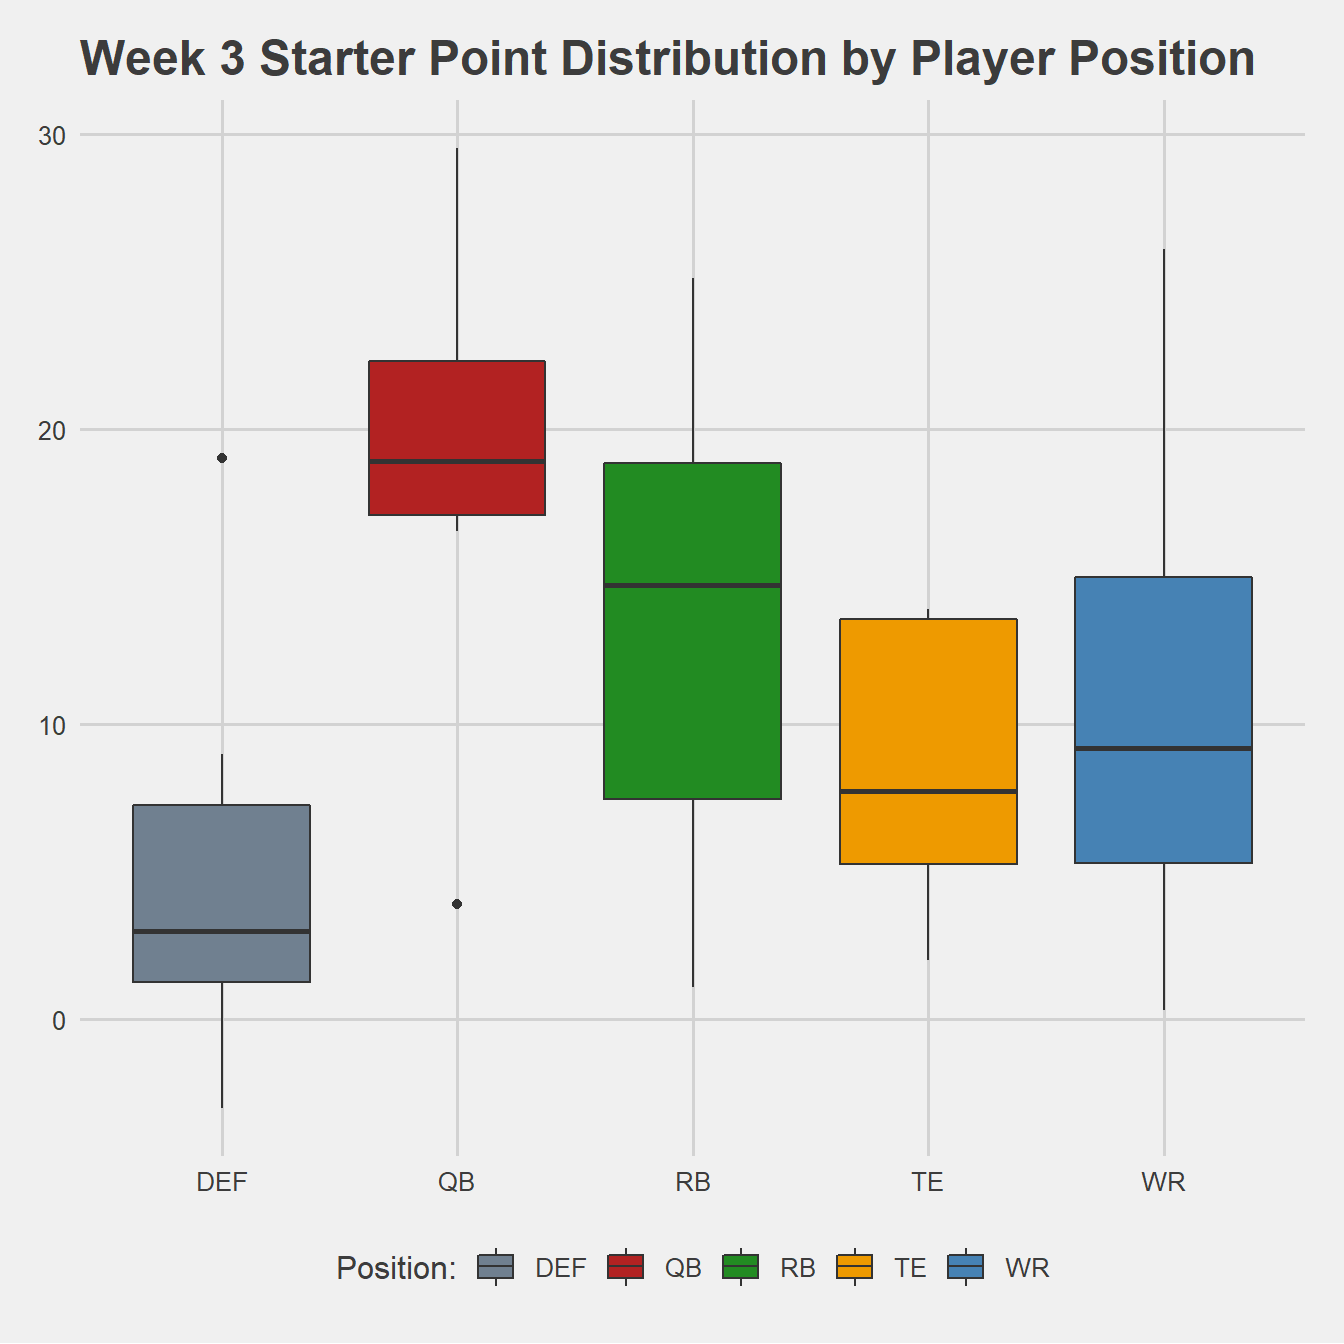 Week 3 Starter Point Distribution by Player Position
30
20
10
0
DEF QB RB TE WR
Position: DEF QB RB TE WR